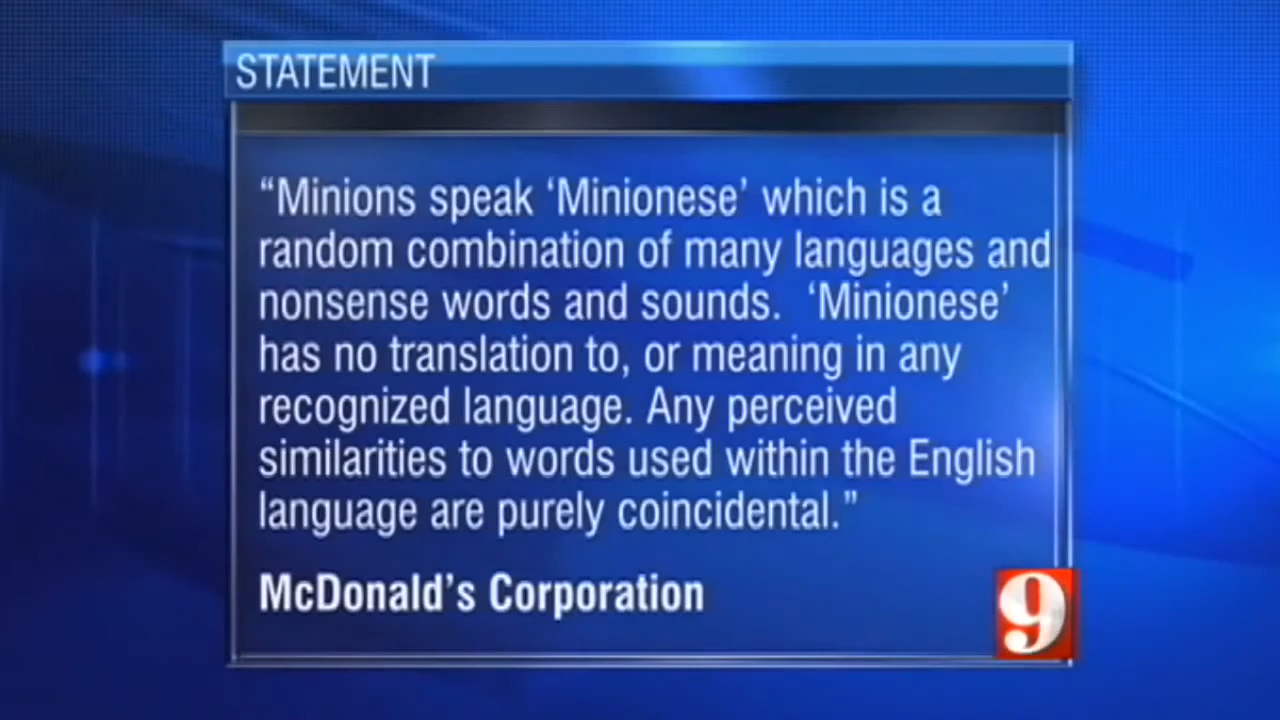 STATEMENT
“Minions speak ‘Minionese’ which is a
random combination of many languages and
nonsense words and sounds.  ‘Minionese’
has no translation to, or meaning in any
recognized language. Any perceived
similarities to words used within the English
language are purely coincidental.”
McDonald’s Corporation
9